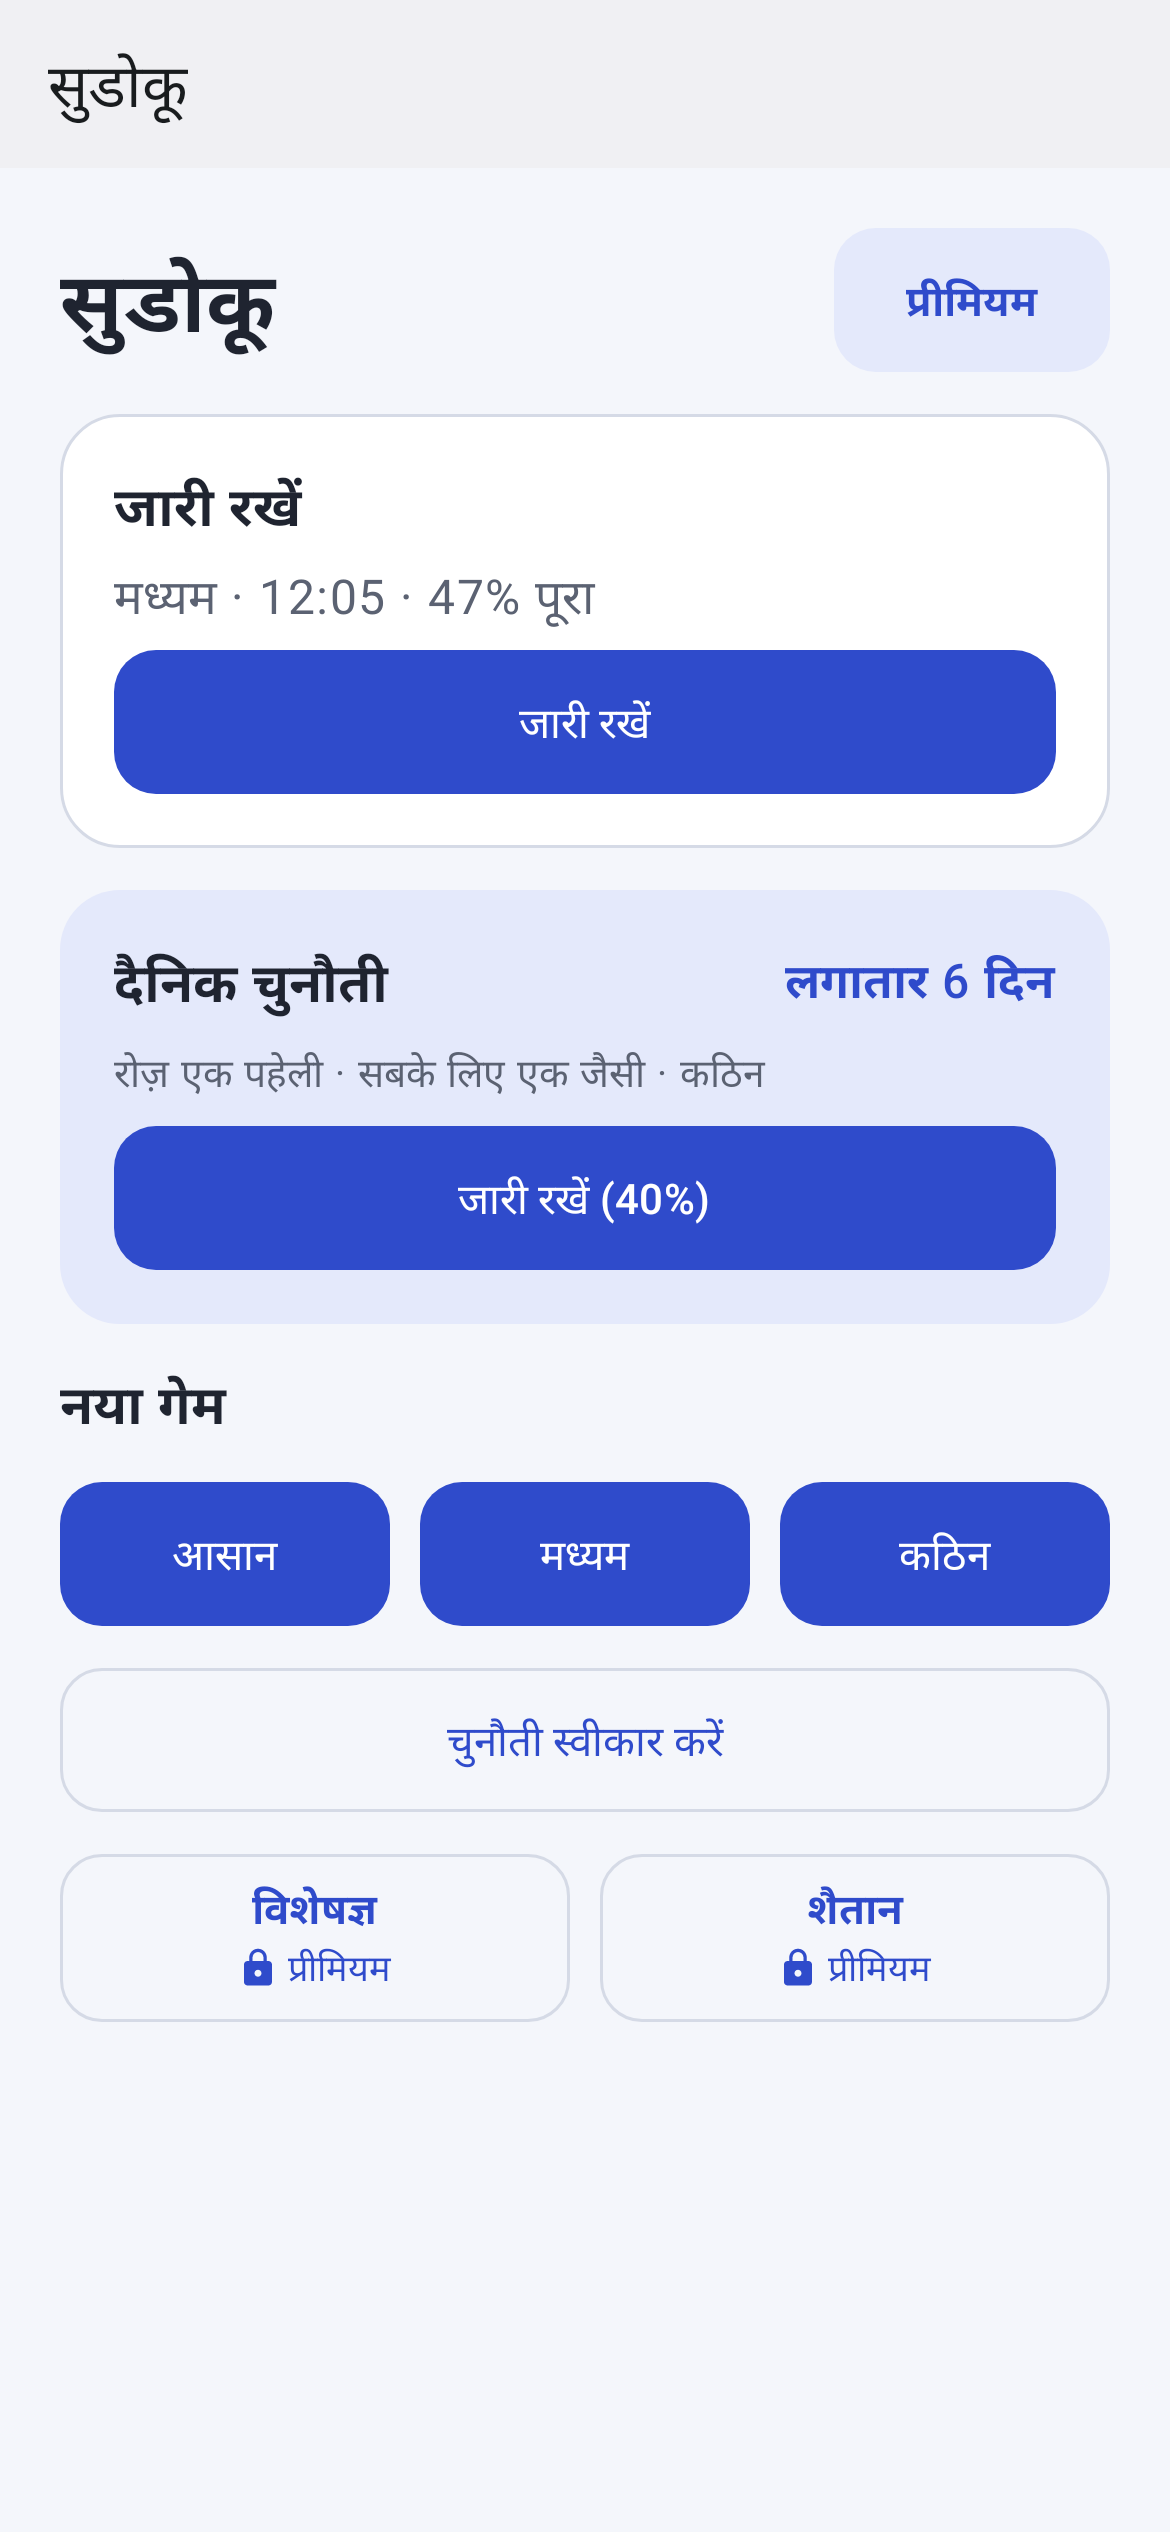 सुडोकू
सुडोकू
प्रीमियम
जारी रखें
मध्यम · 12:05 · 47% पूरा
जारी रखें
दैनिक चुनौती
लगातार 6 दिन
रोज़ एक पहेली · सबके लिए एक जैसी · कठिन
जारी रखें (40%)
नया गेम
आसान
मध्यम
कठिन
चुनौती स्वीकार करें
विशेषज्ञ
प्रीमियम
शैतान
प्रीमियम